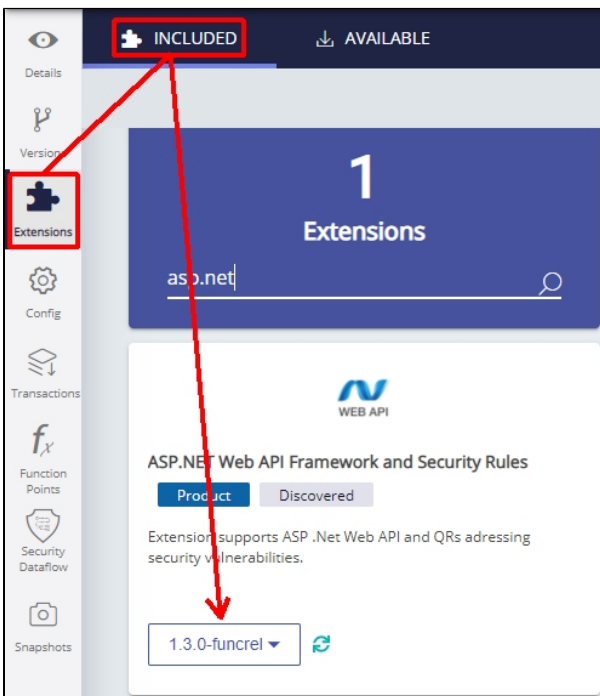 INCLUDED
AVAILABLE
Details
Version
Extensions
Config
Transactions
fx
Function
Points
Security
Dataflow
Snapshots
1
Extensions
asp.net
WEB API
ASP.NET Web API Framework and Security Rules
Product
Discovered
Extension supports ASP .Net Web API and QRs adressing
security vulnerabilities.
1.3.0-funcrel